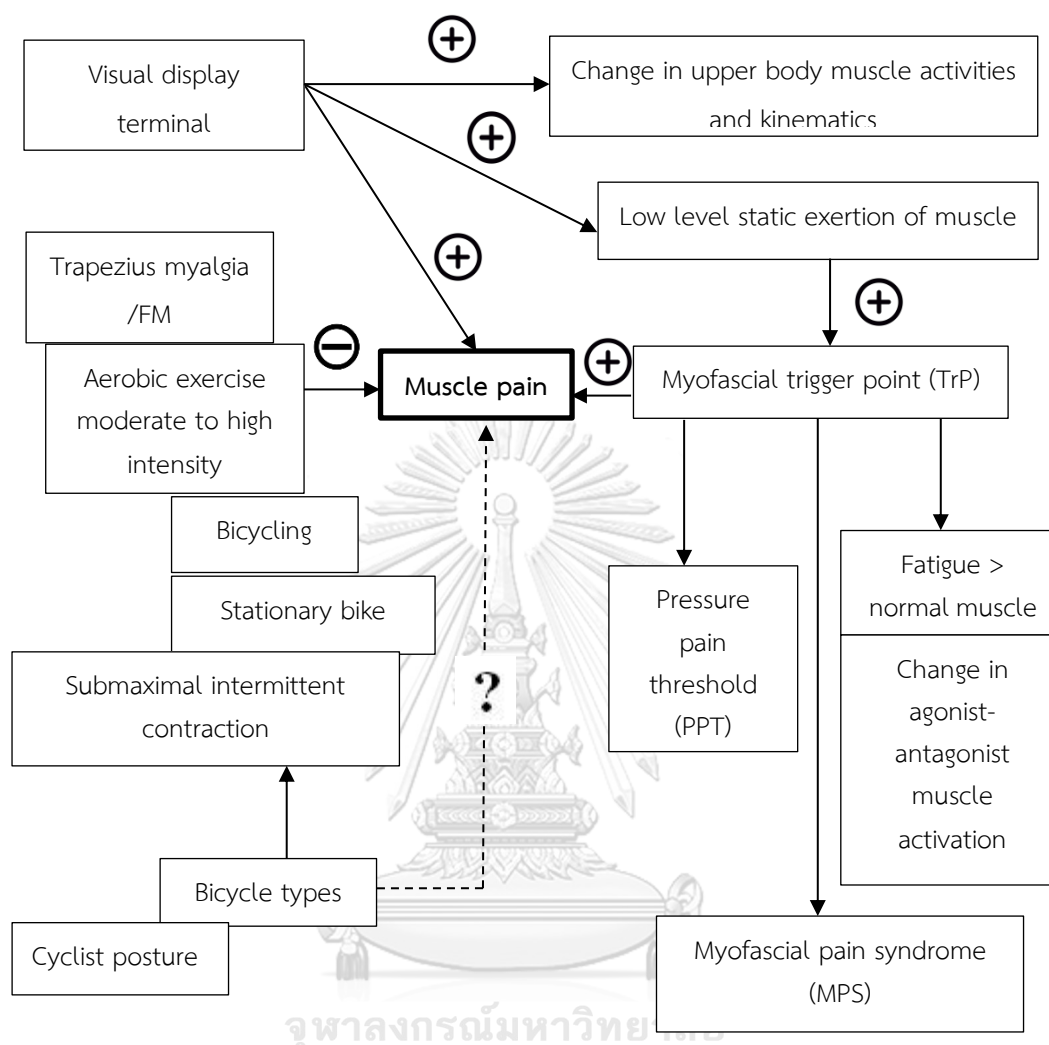 Visual display
terminal
+
Change in upper body muscle activities
and kinematics
+
Low level static exertion of muscle
+
+
Trapezius myalgia
/FM
−
Aerobic exercise
moderate to high
intensity
Muscle pain
+
Myofascial trigger point (TrP)
Bicycling
Stationary bike
Submaximal intermittent
contraction
?
Pressure
pain
threshold
(PPT)
Fatigue >
normal muscle
Change in
agonist-
antagonist
muscle
activation
Bicycle types
Cyclist posture
Myofascial pain syndrome
(MPS)
จุฬาลงกรณ์มหาวิทยาลัย